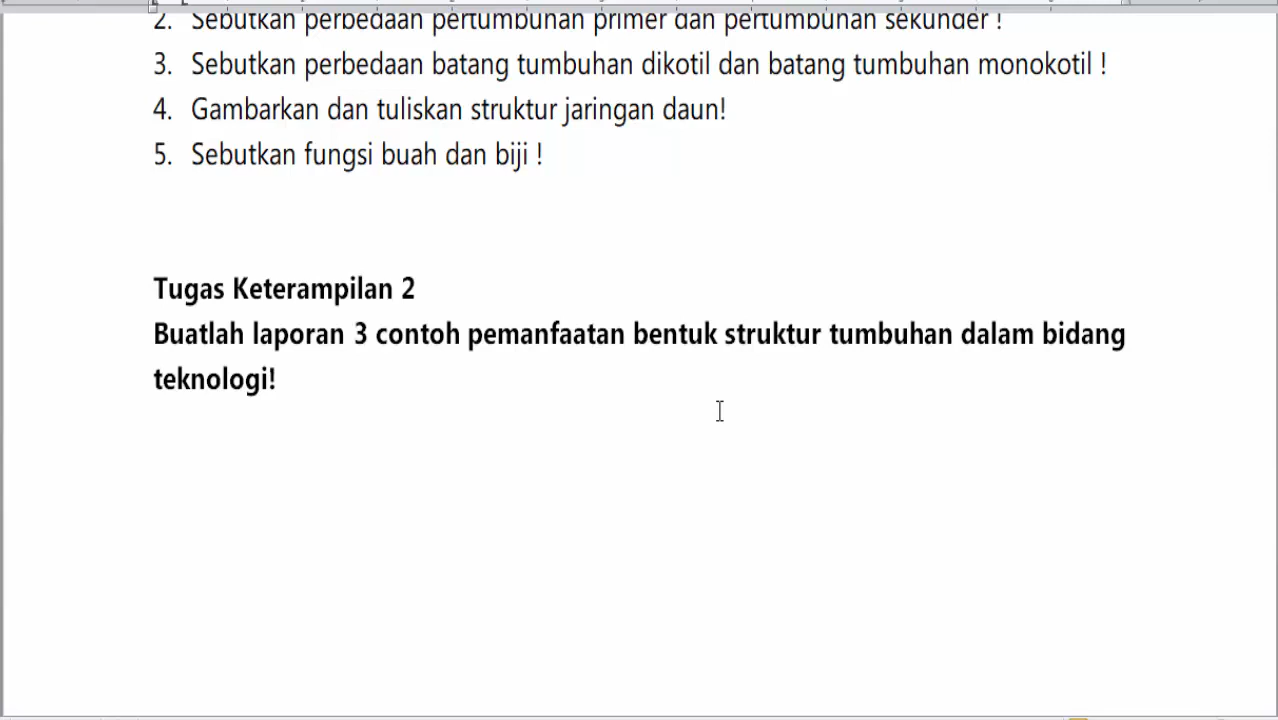 2. Sebutkan perbedaan pertumbuhan primer dan pertumbuhan sekunder !
3. Sebutkan perbedaan batang tumbuhan dikotil dan batang tumbuhan monokotil !
4. Gambarkan dan tuliskan struktur jaringan daun!
5. Sebutkan fungsi buah dan biji !
Tugas Keterampilan 2
Buatlah laporan 3 contoh pemanfaatan bentuk struktur tumbuhan dalam bidang
teknologi!